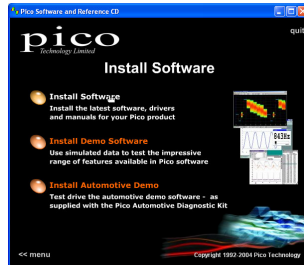 Pico Software and Reference CD
quit
pico
Technology Limited
Install Software
Install Software
Install the latest software, drivers
and manuals for your Pico product
8438z
Install Demo Software
Use simulated data to test the impressive
range of features available in Pico software
Install Automotive Demo
Test drive the automotive demo software - as
supplied with the Pico Automotive Diagnostic Kit
<< menu
Copyright 1992-2004 Pico Technology